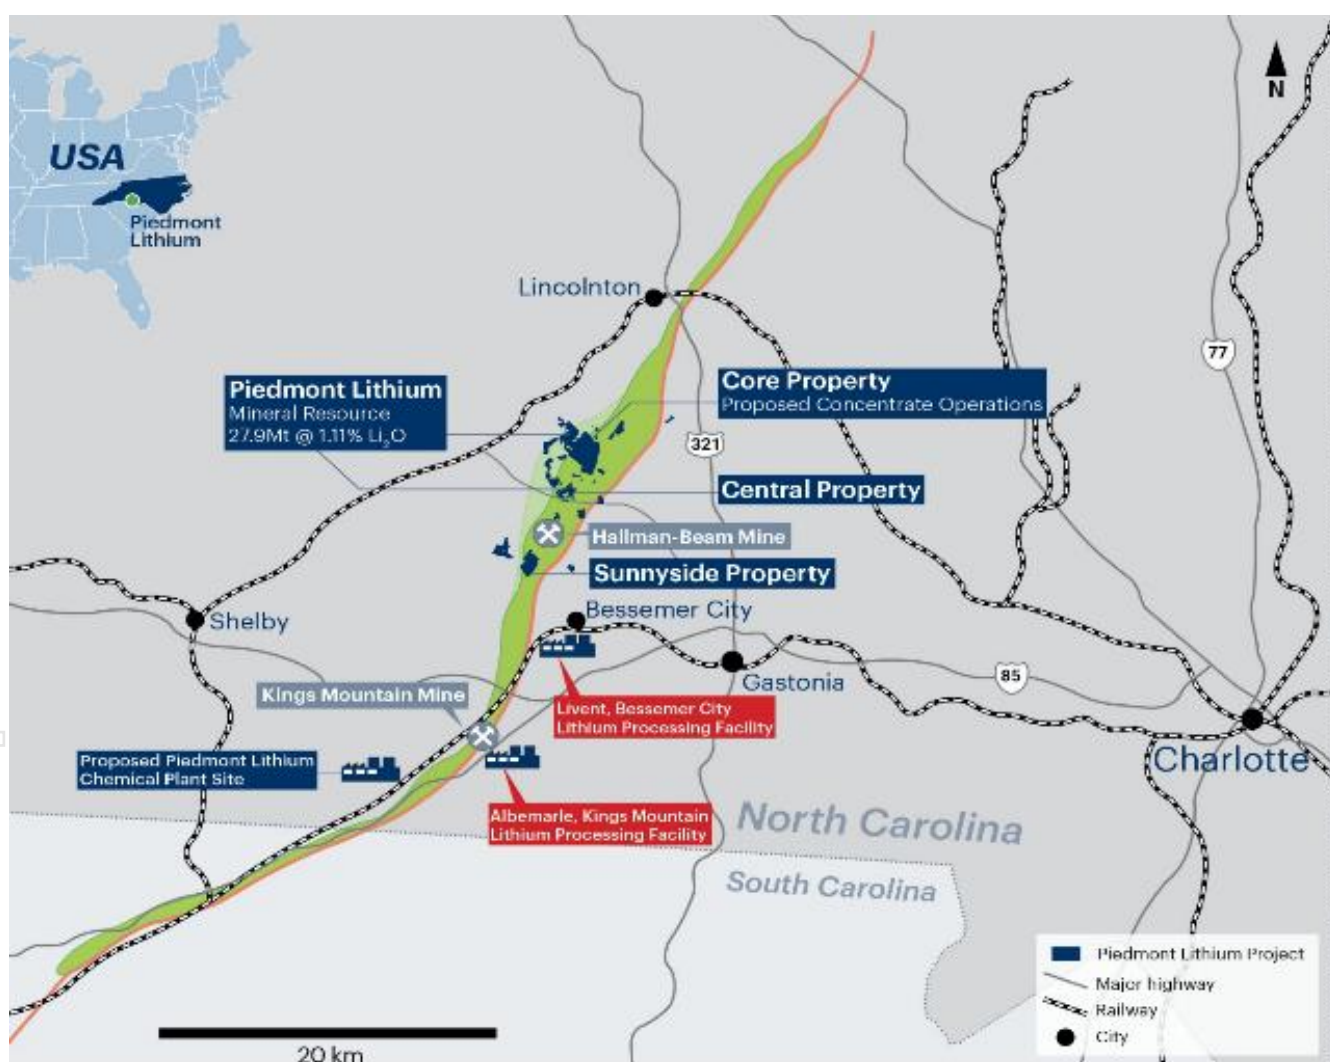 USA
Piedmont
Lithium
N
Lincolnton
77
Piedmont Lithium
Mineral Resource
27.9Mt @ 1.11% Li₂O
Core Property
Proposed Concentrate Operations
321
Central Property
Hallman-Beam Mine
Sunnyside Property
Shelby
Bessemer City
Gastonia
85
Kings Mountain Mine
Livent, Bessemer City
Lithium Processing Facility
Charlotte
Proposed Piedmont Lithium
Chemical Plant Site
Albemarle, Kings Mountain
Lithium Processing Facility
North Carolina
South Carolina
Piedmont Lithium Project
Major highway
Railway
City
20 km